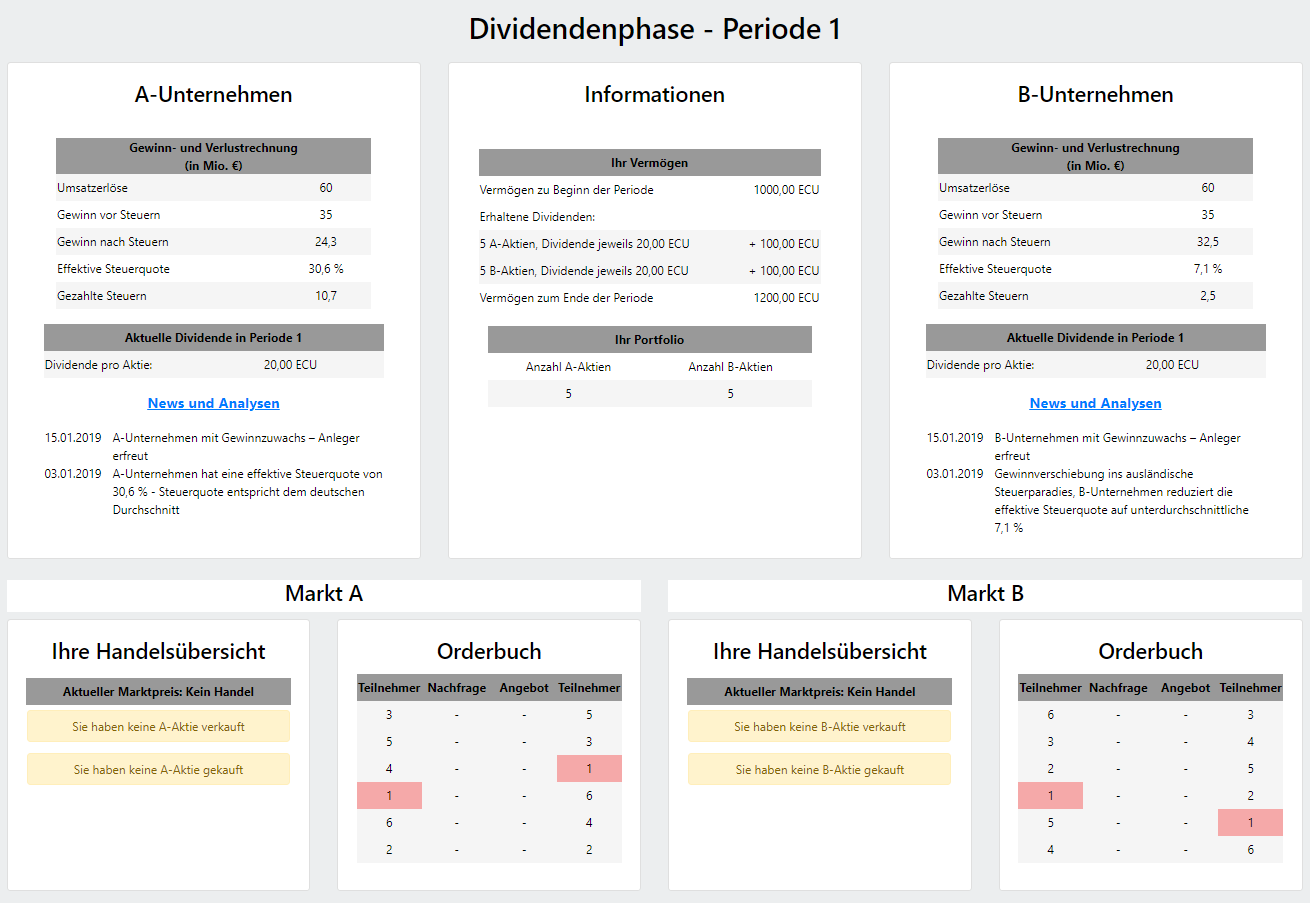 Dividendenphase - Periode 1
A-Unternehmen
Gewinn- und Verlustrechnung
(in Mio. €)
Umsatzerlöse 60
Gewinn vor Steuern 35
Gewinn nach Steuern 24,3
Effektive Steuerquote 30,6 %
Gezahlte Steuern 10,7
Aktuelle Dividende in Periode 1
Dividende pro Aktie: 20,00 ECU
News und Analysen
15.01.2019 A-Unternehmen mit Gewinnzuwachs – Anleger
erfreut
03.01.2019 A-Unternehmen hat eine effektive Steuerquote von
30,6 % - Steuerquote entspricht dem deutschen
Durchschnitt
Informationen
Ihr Vermögen
Vermögen zu Beginn der Periode 1000,00 ECU
Erhaltene Dividenden:
5 A-Aktien, Dividende jeweils 20,00 ECU + 100,00 ECU
5 B-Aktien, Dividende jeweils 20,00 ECU + 100,00 ECU
Vermögen zum Ende der Periode 1200,00 ECU
Ihr Portfolio
Anzahl A-Aktien Anzahl B-Aktien
5 5
B-Unternehmen
Gewinn- und Verlustrechnung
(in Mio. €)
Umsatzerlöse 60
Gewinn vor Steuern 35
Gewinn nach Steuern 32,5
Effektive Steuerquote 7,1 %
Gezahlte Steuern 2,5
Aktuelle Dividende in Periode 1
Dividende pro Aktie: 20,00 ECU
News und Analysen
15.01.2019 B-Unternehmen mit Gewinnzuwachs – Anleger
erfreut
03.01.2019 Gewinnverschiebung ins ausländische
Steuerparadies, B-Unternehmen reduziert die
effektive Steuerquote auf unterdurchschnittliche
7,1 %
Markt A
Ihre Handelsübersicht
Aktueller Marktpreis: Kein Handel
Sie haben keine A-Aktie verkauft
Sie haben keine A-Aktie gekauft
Orderbuch
Teilnehmer Nachfrage Angebot Teilnehmer
3 - - 5
5 - - 3
4 - - 1
1 - - 6
6 - - 4
2 - - 2
Markt B
Ihre Handelsübersicht
Aktueller Marktpreis: Kein Handel
Sie haben keine B-Aktie verkauft
Sie haben keine B-Aktie gekauft
Orderbuch
Teilnehmer Nachfrage Angebot Teilnehmer
6 - - 3
3 - - 4
2 - - 5
1 - - 2
5 - - 1
4 - - 6